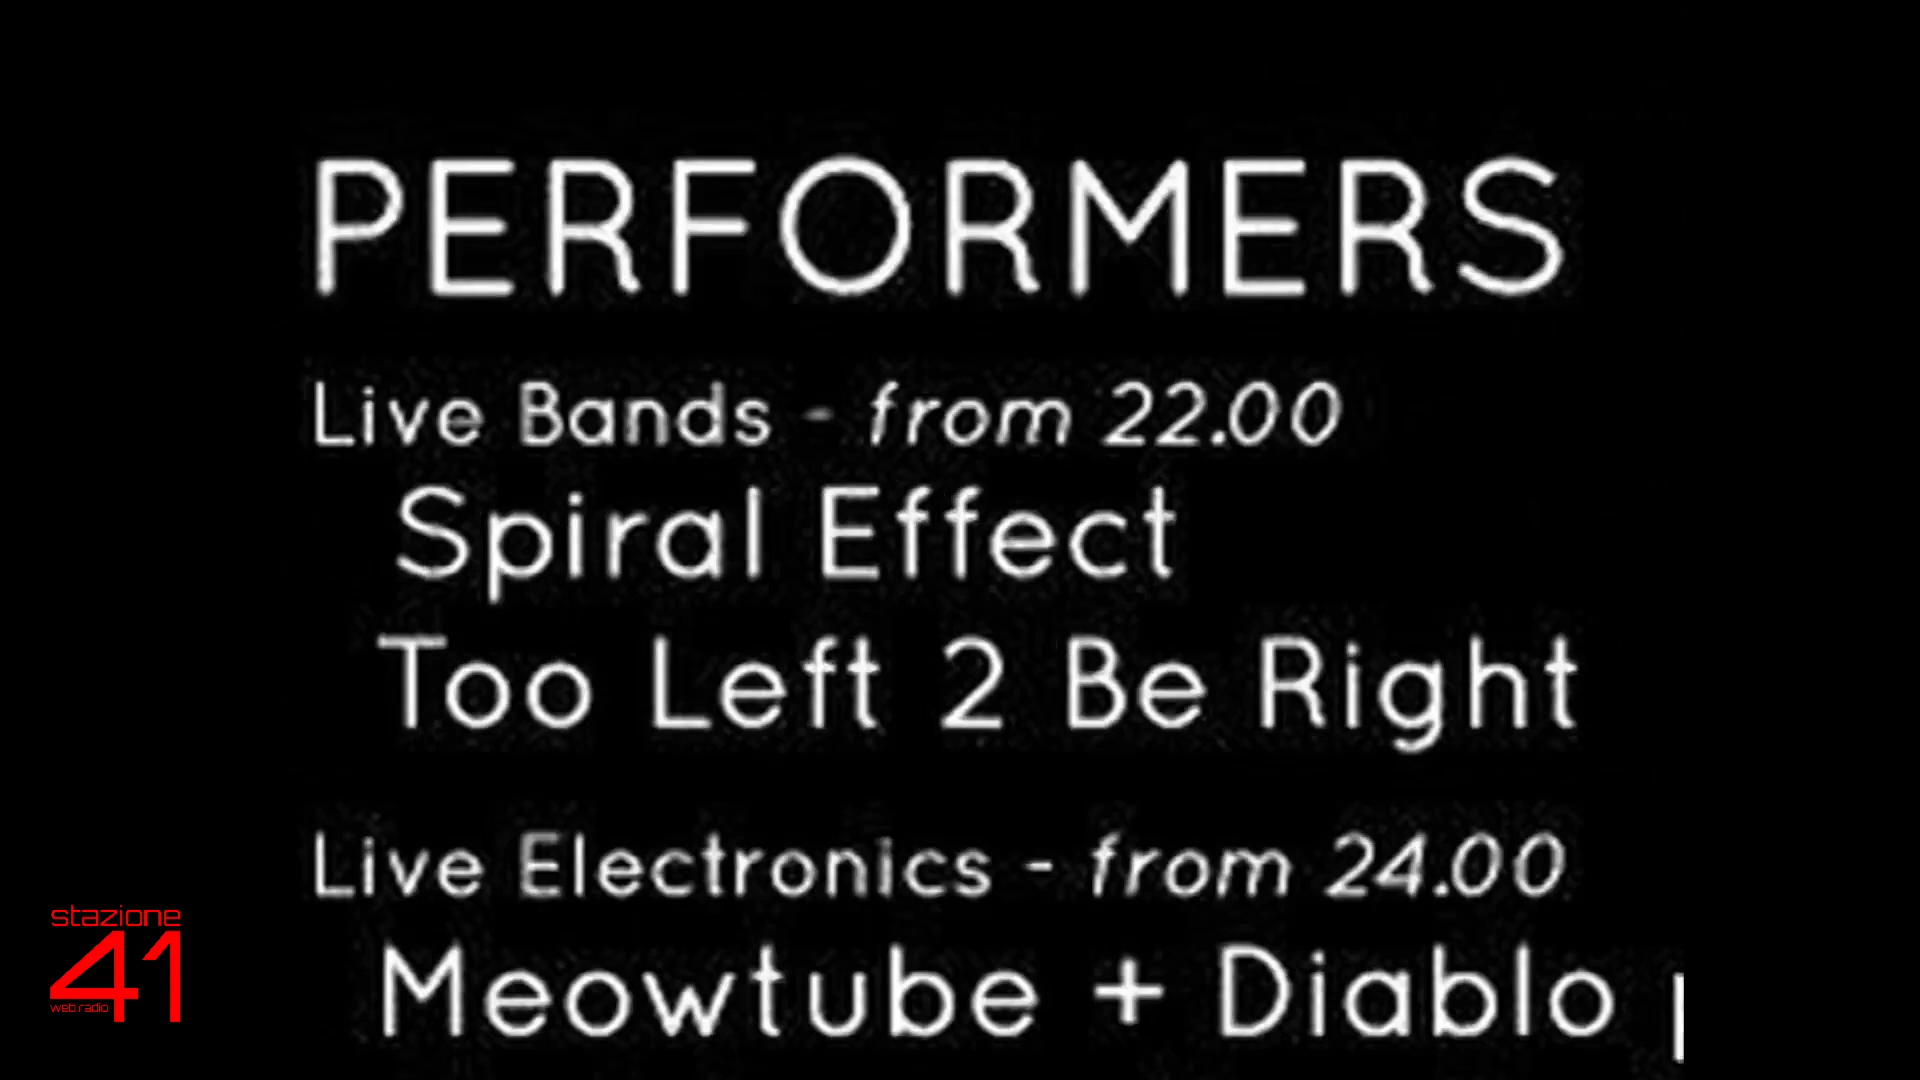 PERFORMERS
Live Bands - from 22.00
Spiral Effect
Too Left 2 Be Right
Live Electronics - from 24.00
Meowtube + Diablo
stazione
41
web radio